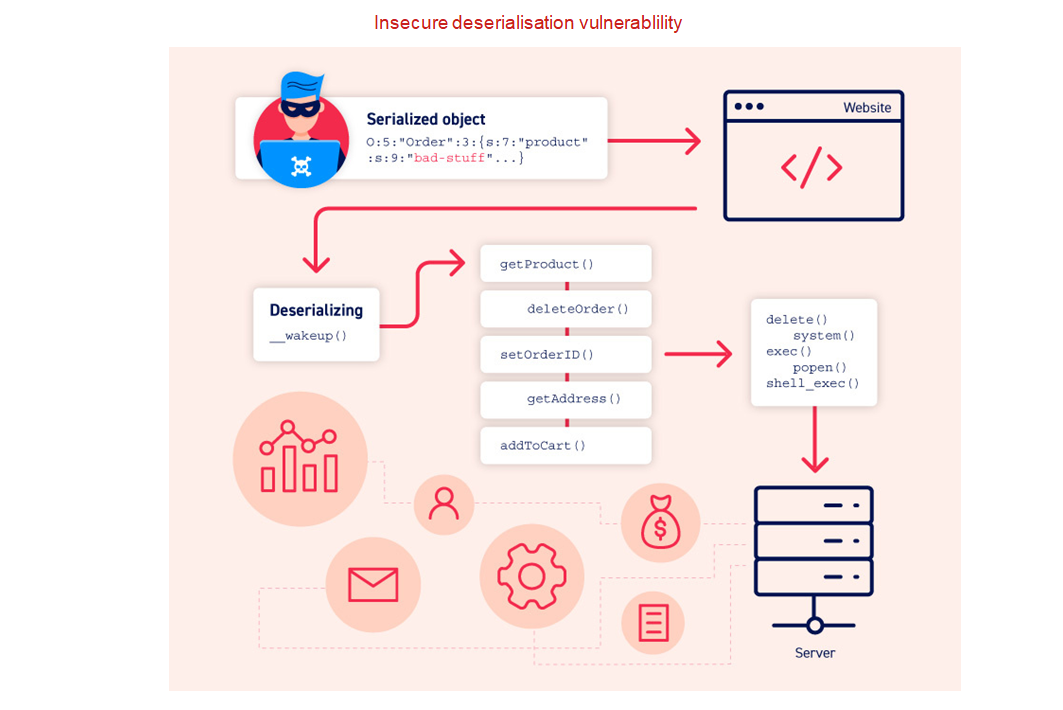 Insecure deserialisation vulnerablility
Serialized object
O:5:"Order":3:{s:7:"product"
:s:9:"bad-stuff"...}
Website
</>
Deserializing
__wakeup()
getProduct()
deleteOrder()
setOrderID()
getAddress()
addToCart()
delete()
system()
exec()
popen()
shell_exec()
$
Server